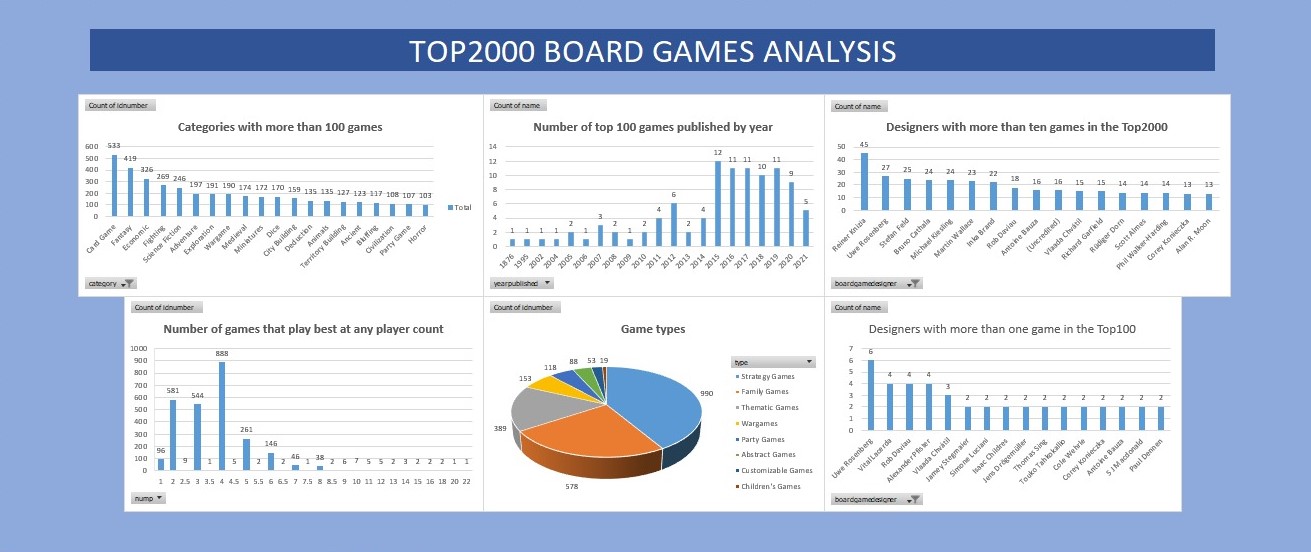 TOP2000 BOARD GAMES ANALYSIS
Count of idnumber
Categories with more than 100 games
600
500
400
300
200
100
0
533 419 326 269 246 197 191 190 174 172 170 159 135 135 127 123 117 108 107 103
Card Game Fantasy Economic Fighting Science Fiction Adventure Exploration Wargame Medieval Miniatures Dice City Building Deduction Animals Territory Building Ancient Bluffing Civilization Party Game Horror
Total
category
Count of name
Number of top 100 games published by year
14
12
10
8
6
4
2
0
1 1 1 1 2 1 3 2 1 2 4 6 2 4 12 11 11 10 11 9 5
1876 1995 2002 2004 2005 2006 2007 2008 2009 2010 2011 2012 2013 2014 2015 2016 2017 2018 2019 2020 2021
yearpublished
Count of name
Designers with more than ten games in the Top2000
50
40
30
20
10
0
45 27 25 24 24 23 22 18 16 16 15 15 14 14 14 13 13
Reiner Knizia Uwe Rosenberg Stefan Feld Bruno Cathala Michael Kiesling Martin Wallace Inka Brand Rob Daviau Antoine Bauza (Uncredited) Vlaada Chvátil Richard Garfield Rüdiger Dorn Scott Almes Phil Walker-Harding Corey Konieczka Alan R. Moon
boardgamedesigner
Count of idnumber
Number of games that play best at any player count
1000
900
800
700
600
500
400
300
200
100
0
96 581 9 544 1 888 5 261 2 146 2 46 1 38 2 6 7 5 5 2 3 2 2 2 1 1
1 2 2.5 3 3.5 4 4.5 5 5.5 6 6.5 7 7.5 8 8.5 9 10 11 12 13 14 15 16 18 20 22
nump
Count of idnumber
Game types
990
578
389
153
118
88
53
19
type
Strategy Games
Family Games
Thematic Games
Wargames
Party Games
Abstract Games
Customizable Games
Children's Games
Count of name
Designers with more than one game in the Top100
7
6
5
4
3
2
1
0
6 4 4 4 3 2 2 2 2 2 2 2 2 2 2 2
Uwe Rosenberg Vital Lacerda Rob Daviau Alexander Pfister Vlaada Chvátil Jamey Stegmaier Simone Luciani Isaac Childres Jens Drögemüller Thomas Sing Touko Tahkokallio Cole Wehrle Corey Konieczka Antoine Bauza S J Macdonald Paul Dennen
boardgamedesigner